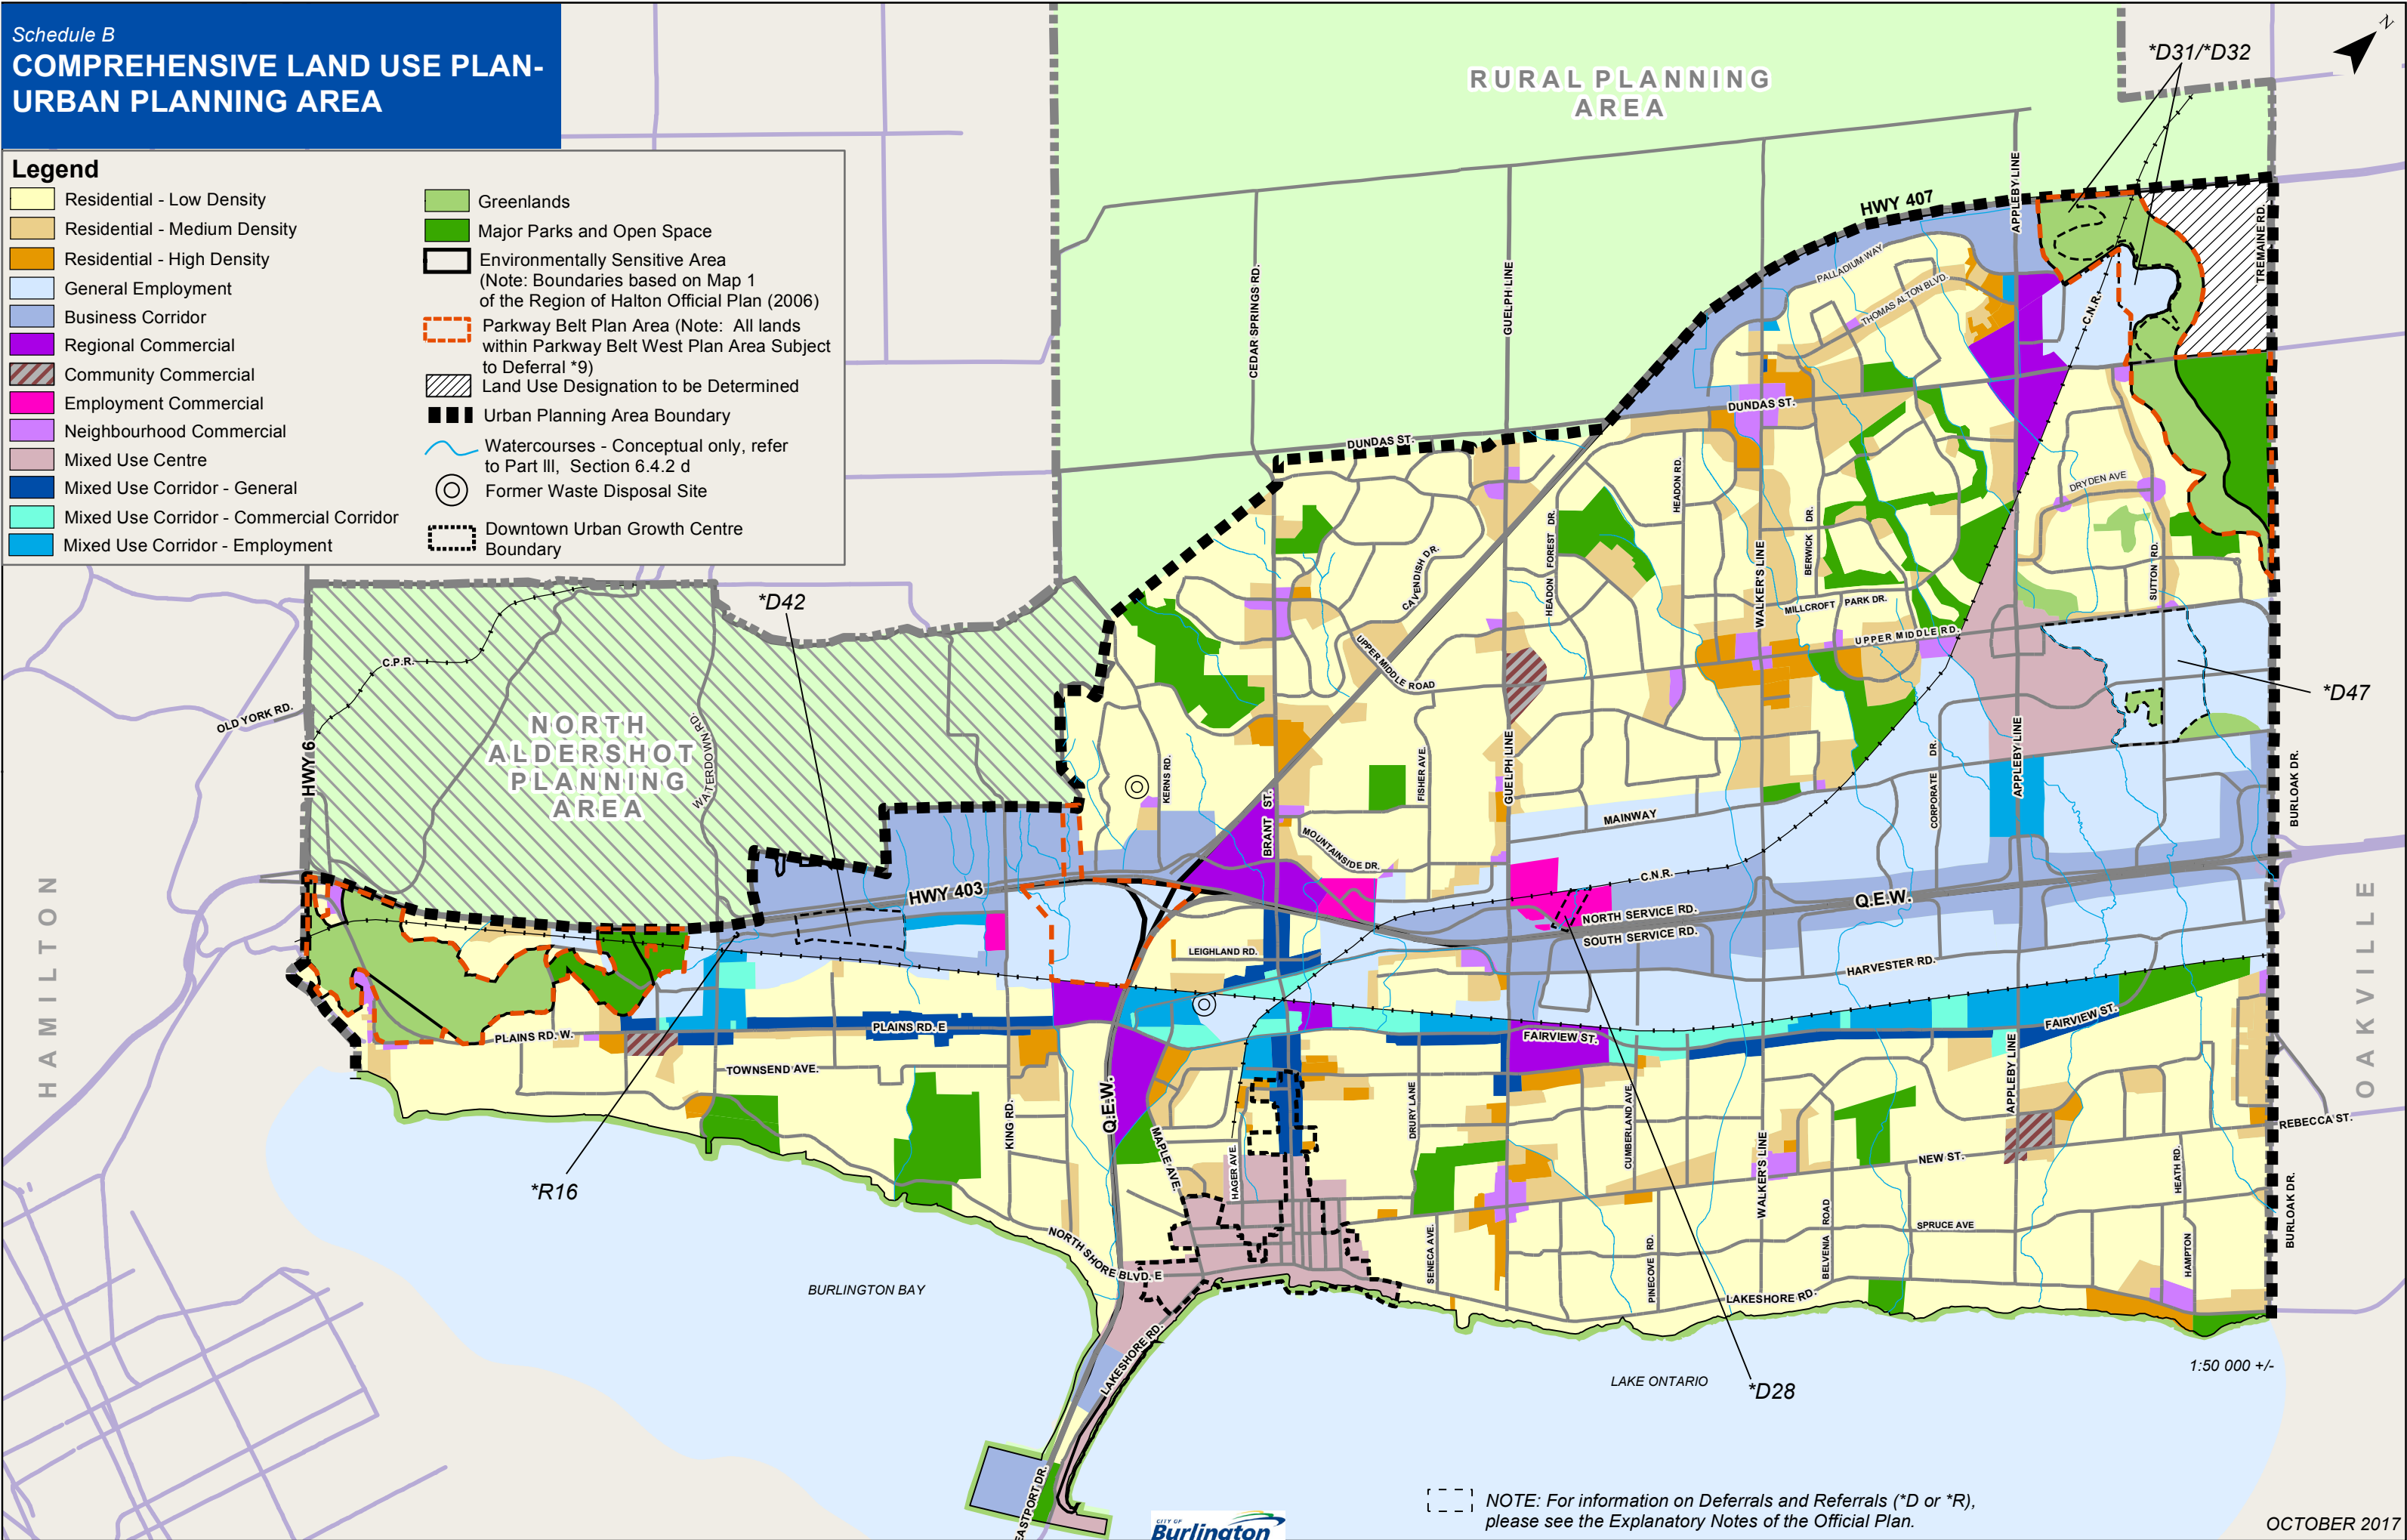 Schedule B
COMPREHENSIVE LAND USE PLAN-
URBAN PLANNING AREA
Legend
Residential - Low Density
Residential - Medium Density
Residential - High Density
General Employment
Business Corridor
Regional Commercial
Community Commercial
Employment Commercial
Neighbourhood Commercial
Mixed Use Centre
Mixed Use Corridor - General
Mixed Use Corridor - Commercial Corridor
Mixed Use Corridor - Employment
Greenlands
Major Parks and Open Space
Environmentally Sensitive Area
(Note: Boundaries based on Map 1
of the Region of Halton Official Plan (2006)
Parkway Belt Plan Area (Note: All lands
within Parkway Belt West Plan Area Subject
to Deferral *9)
Land Use Designation to be Determined
Urban Planning Area Boundary
Watercourses - Conceptual only, refer
to Part III, Section 6.4.2 d
Former Waste Disposal Site
Downtown Urban Growth Centre
Boundary
RURAL PLANNING
AREA
N
*D31/*D32
HWY 407
APPLEBY LINE
TREMAINE RD.
CEDAR SPRINGS RD.
GUELPH LINE
PALLADIUM WAY
THOMAS ALTON BLVD.
C.N.R.
DUNDAS ST.
DUNDAS ST.
HEADON RD.
HEADON FOREST DR.
CAVENDISH DR.
WALKER'S LINE
BERWICK DR.
DRYDEN AVE
SUTTON RD.
MILLCROFT PARK DR.
UPPER MIDDLE RD.
UPPER MIDDLE ROAD
*D42
*D47
C.P.R.
OLD YORK RD.
HWY 6
NORTH
ALDERSHOT
PLANNING
AREA
WATERDOWN RD.
KERNS RD.
BRANT ST.
FISHER AVE.
GUELPH LINE
MOUNTAINSIDE DR.
MAINWAY
CORPORATE DR.
APPLEBY LINE
BURLOAK DR.
HAMILTON
OAKVILLE
HWY 403
C.N.R.
NORTH SERVICE RD.
SOUTH SERVICE RD.
Q.E.W.
HARVESTER RD.
LEIGHLAND RD.
PLAINS RD. W.
PLAINS RD. E
FAIRVIEW ST.
FAIRVIEW ST.
TOWNSEND AVE.
KING RD.
Q.E.W.
MAPLE AVE.
HAGER AVE.
DRURY LANE
CUMBERLAND AVE.
WALKER'S LINE
APPLEBY LINE
NEW ST.
HEATH RD.
REBECCA ST.
*R16
NORTH SHORE BLVD. E
SENECA AVE.
PINECOVE RD.
BELVENIA ROAD
SPRUCE AVE
HAMPTON
BURLOAK DR.
BURLINGTON BAY
LAKESHORE RD.
LAKESHORE RD.
LAKE ONTARIO
*D28
1:50 000 +/-
EASTPORT DR.
CITY OF
Burlington
NOTE: For information on Deferrals and Referrals (*D or *R),
please see the Explanatory Notes of the Official Plan.
OCTOBER 2017